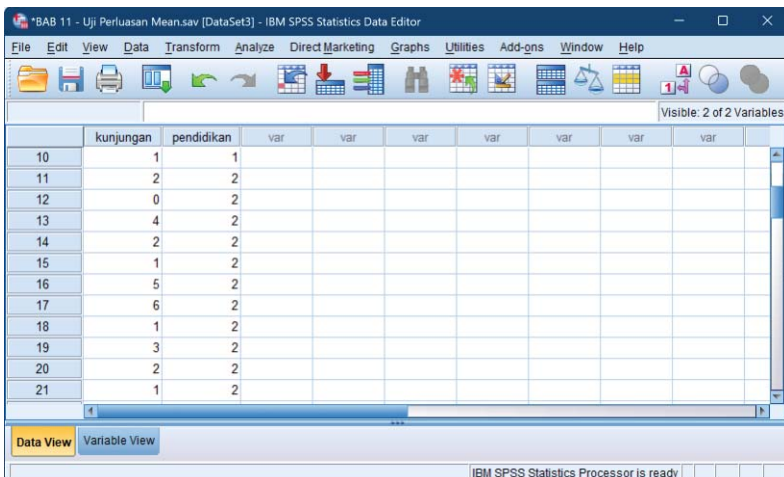 *BAB 11 - Uji Perluasan Mean.sav [DataSet3] - IBM SPSS Statistics Data Editor
File Edit View Data Transform Analyze Direct Marketing Graphs Utilities Add-ons Window Help
Visible: 2 of 2 Variables
kunjungan pendidikan var var var var var var var
10 1 1
11 2 2
12 0 2
13 4 2
14 2 2
15 1 2
16 5 2
17 6 2
18 1 2
19 3 2
20 2 2
21 1 2
Data View Variable View
IBM SPSS Statistics Processor is ready